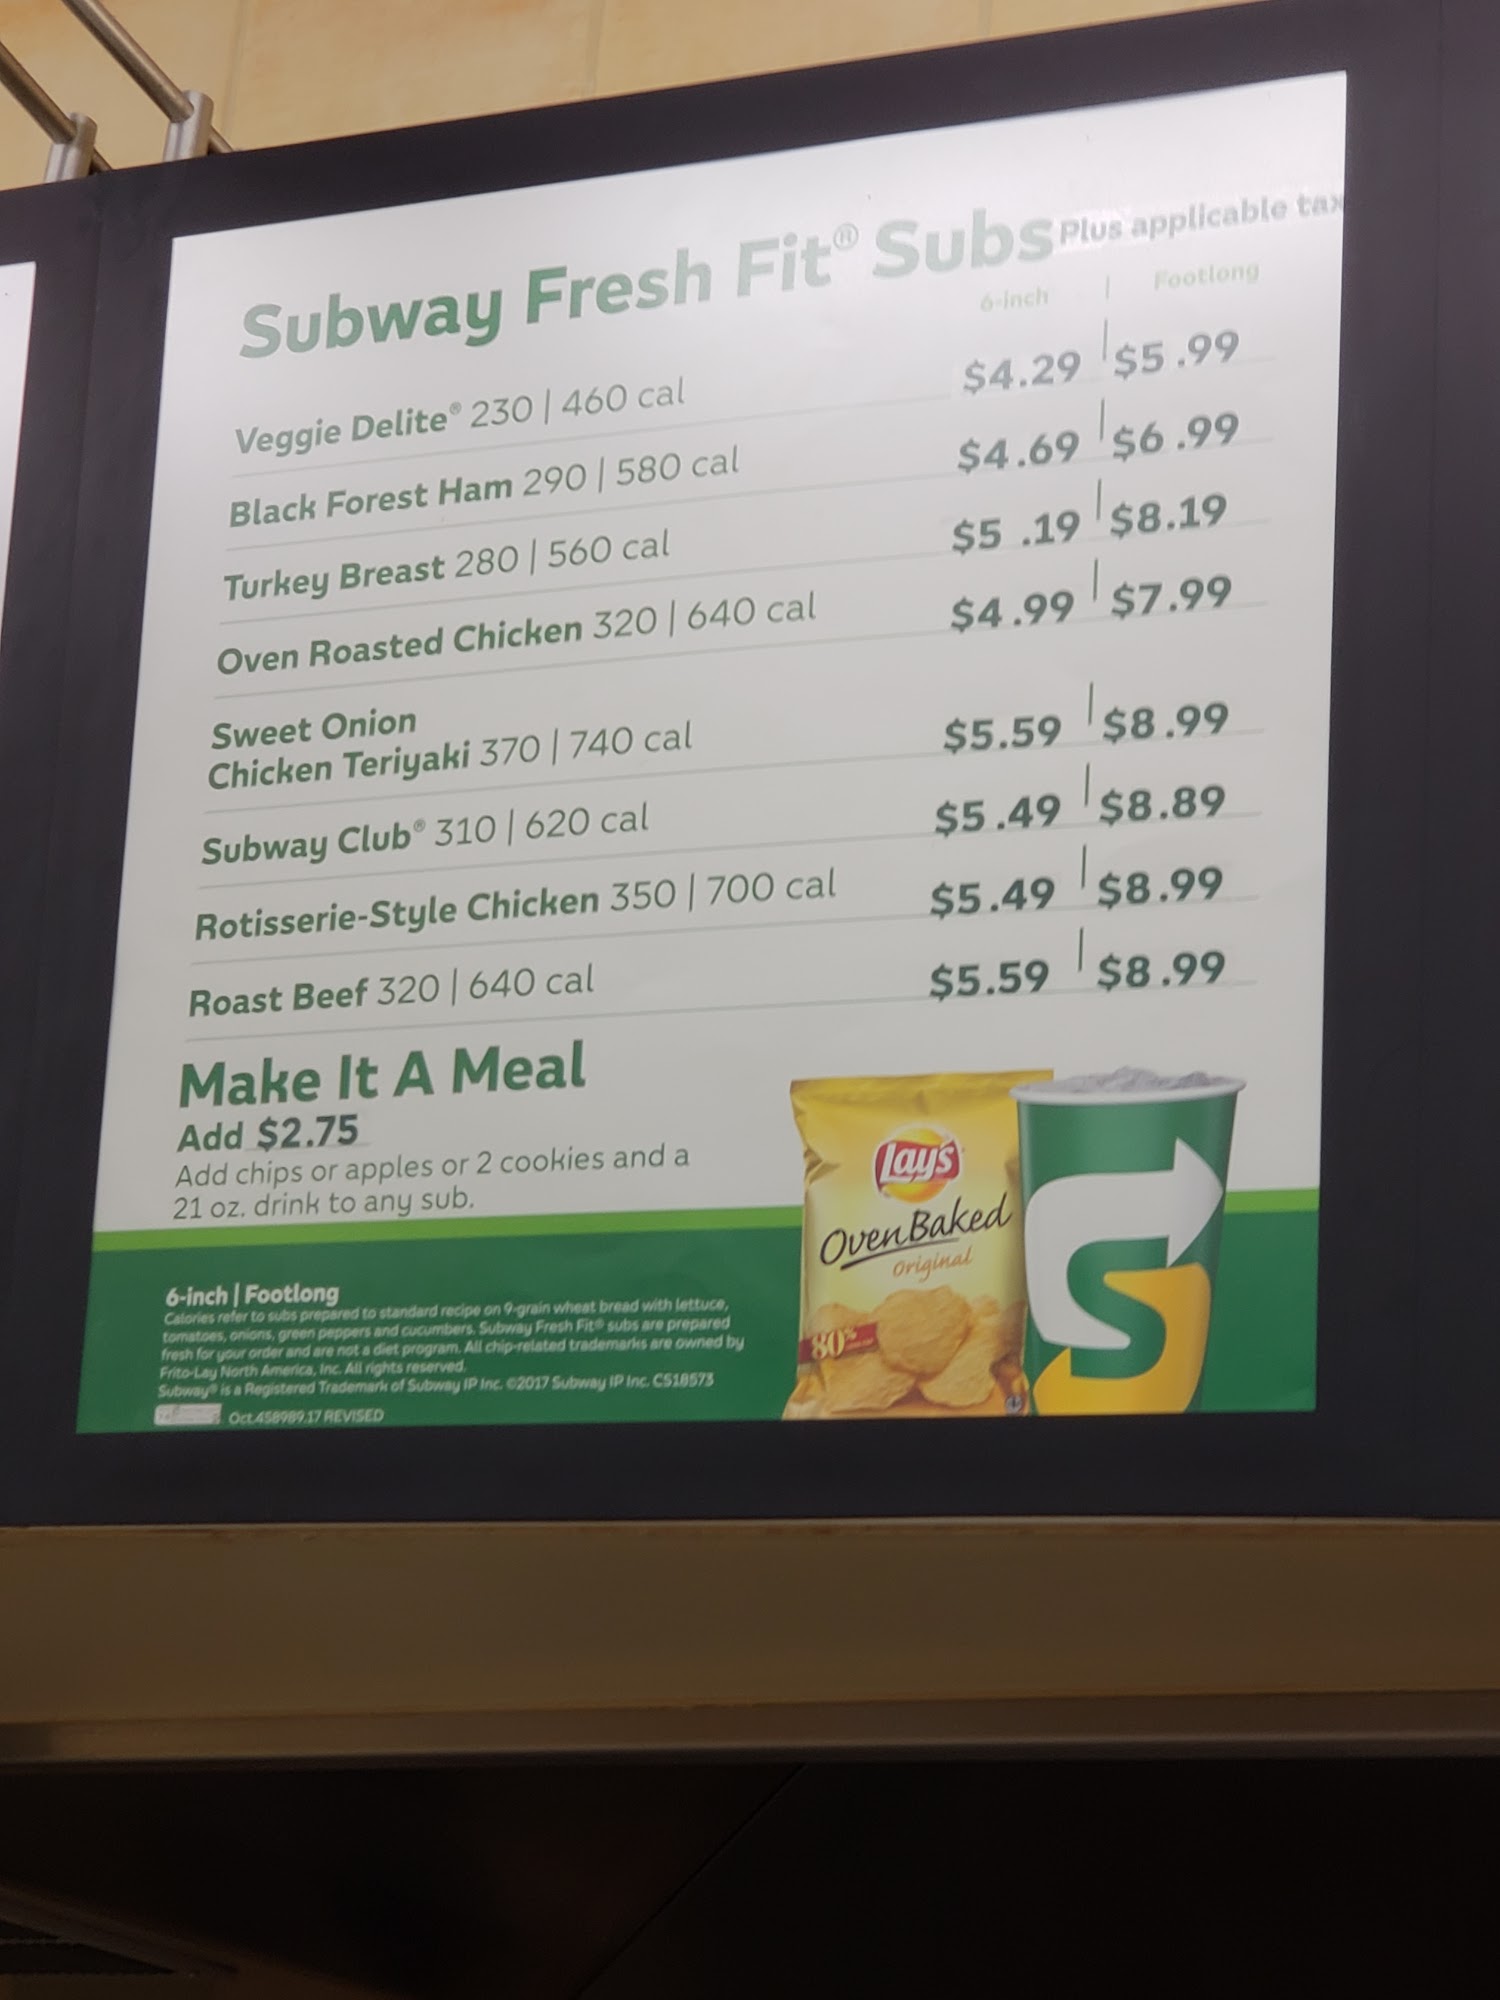 Subway Fresh Fit® Subs Plus applicable tax
6-inch | Footlong
Veggie Delite® 230 | 460 cal $4.29 | $5.99
Black Forest Ham 290 | 580 cal $4.69 | $6.99
Turkey Breast 280 | 560 cal $5.19 | $8.19
Oven Roasted Chicken 320 | 640 cal $4.99 | $7.99
Sweet Onion
Chicken Teriyaki 370 | 740 cal $5.59 | $8.99
Subway Club® 310 | 620 cal $5.49 | $8.89
Rotisserie-Style Chicken 350 | 700 cal $5.49 | $8.99
Roast Beef 320 | 640 cal $5.59 | $8.99
Make It A Meal
Add $2.75
Add chips or apples or 2 cookies and a
21 oz. drink to any sub.
Lay's
Oven Baked
Original
80%
S
6-inch | Footlong
Calories refer to subs prepared to standard recipe on 9-grain wheat bread with lettuce,
tomatoes, onions, green peppers and cucumbers. Subway Fresh Fit® subs are prepared
fresh for your order and are not a diet program. All chip-related trademarks are owned by
Frito-Lay North America, Inc. All rights reserved.
Subway® is a Registered Trademark of Subway IP Inc. ©2017 Subway IP Inc. CS18573
Oct.458989.17 REVISED